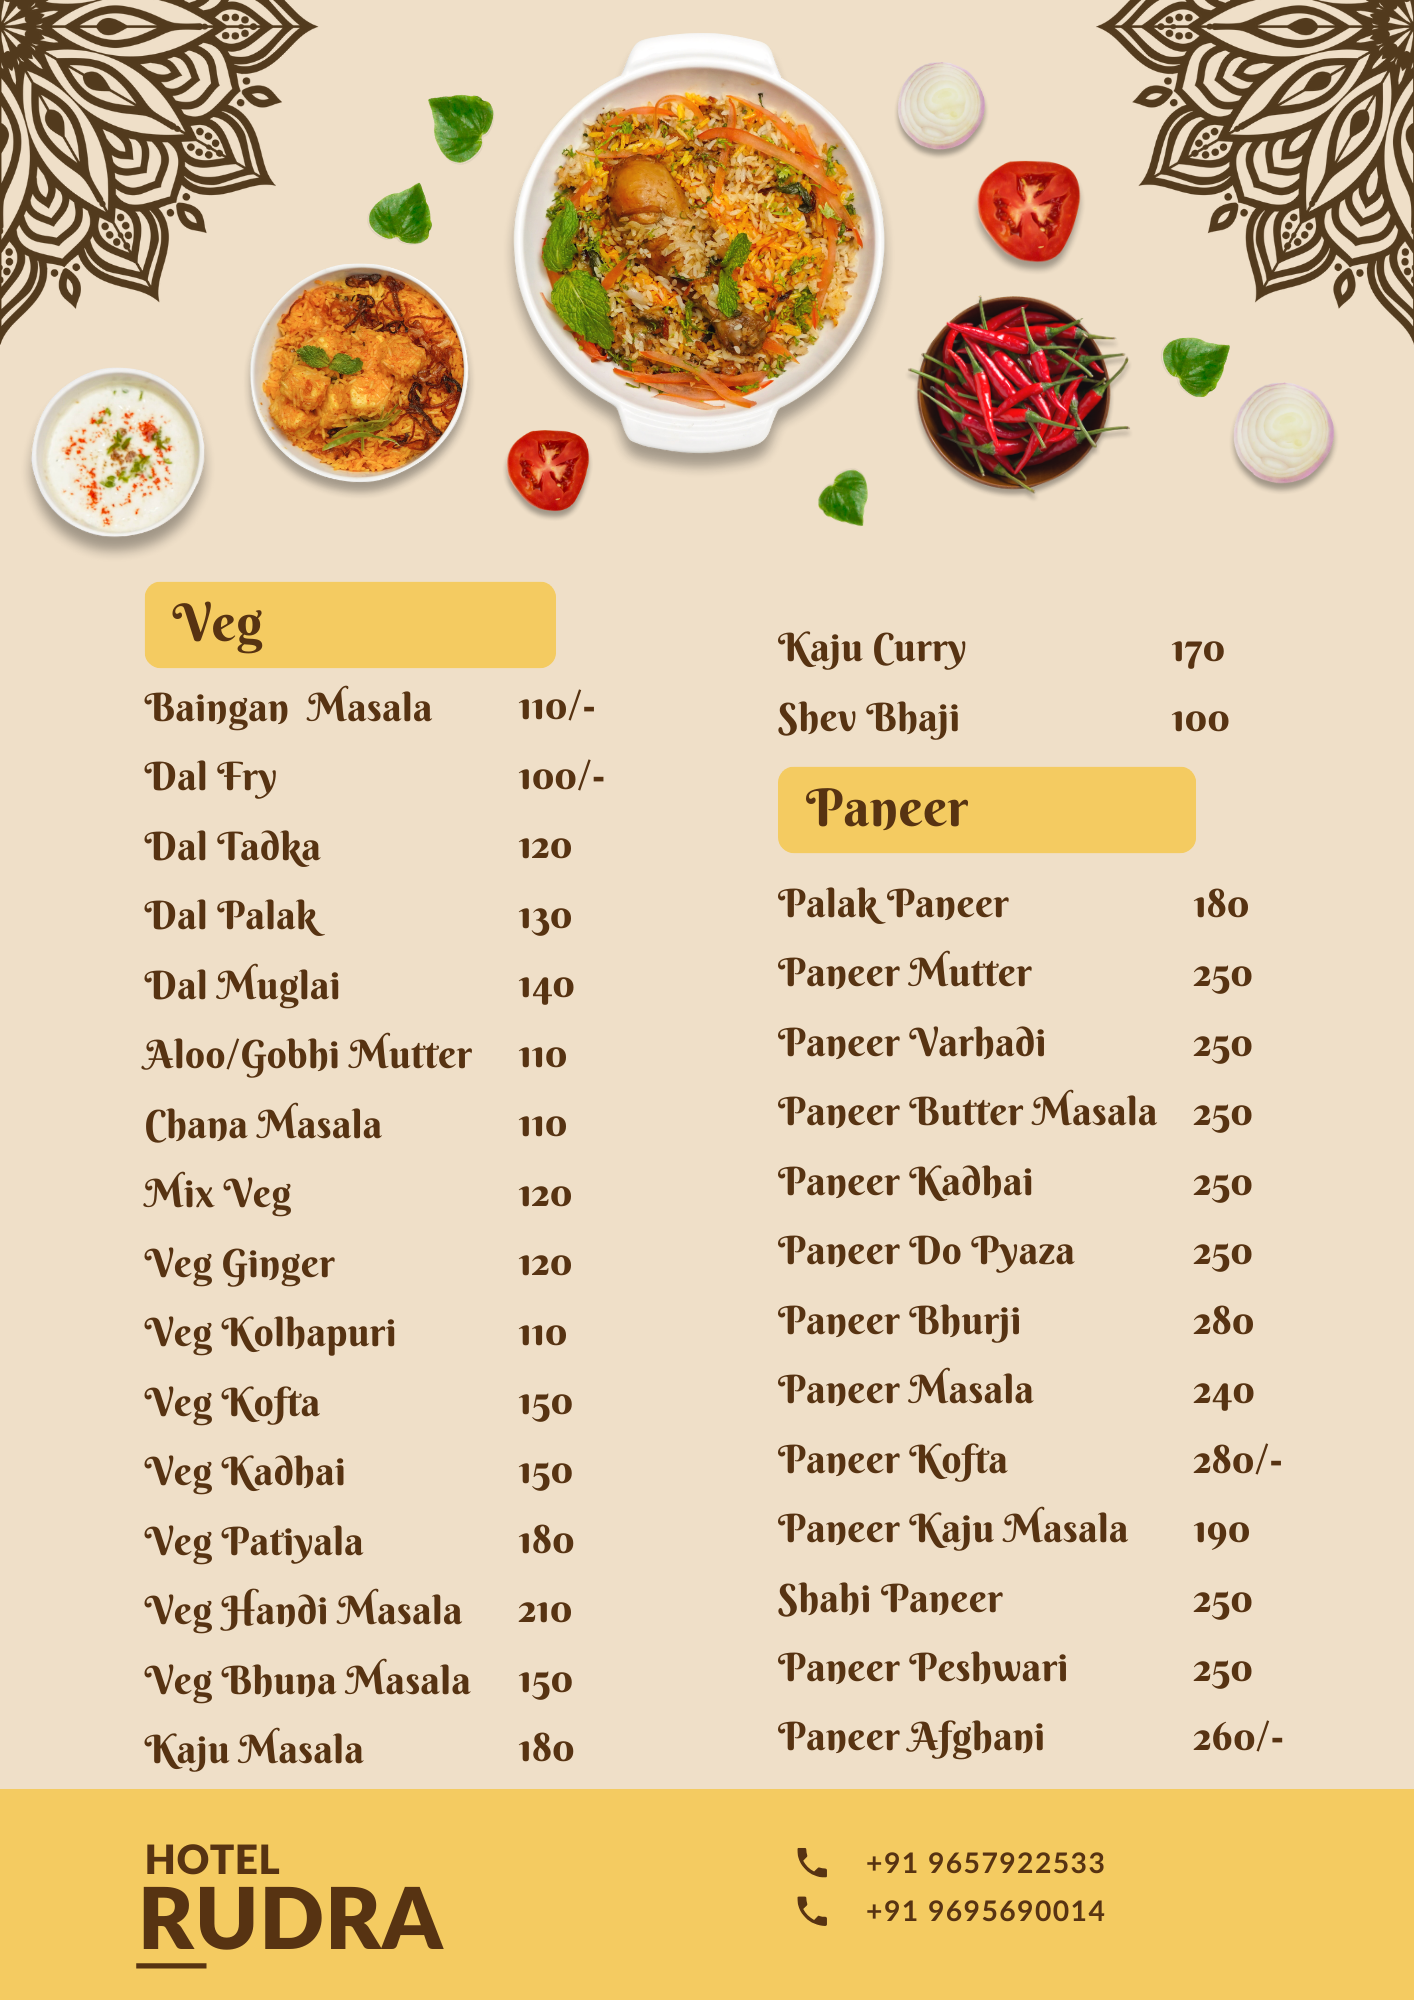 Veg
Baingan Masala 110/-
Dal Fry 100/-
Dal Tadka 120
Dal Palak 130
Dal Muglai 140
Aloo/Gobhi Mutter 110
Chana Masala 110
Mix Veg 120
Veg Ginger 120
Veg Kolhapuri 110
Veg Kofta 150
Veg Kadhai 150
Veg Patiyala 180
Veg Handi Masala 210
Veg Bhuna Masala 150
Kaju Masala 180
Kaju Curry 170
Shev Bhaji 100
Paneer
Palak Paneer 180
Paneer Mutter 250
Paneer Varhadi 250
Paneer Butter Masala 250
Paneer Kadhai 250
Paneer Do Pyaza 250
Paneer Bhurji 280
Paneer Masala 240
Paneer Kofta 280/-
Paneer Kaju Masala 190
Shahi Paneer 250
Paneer Peshwari 250
Paneer Afghani 260/-
HOTEL
RUDRA
+91 9657922533
+91 9695690014